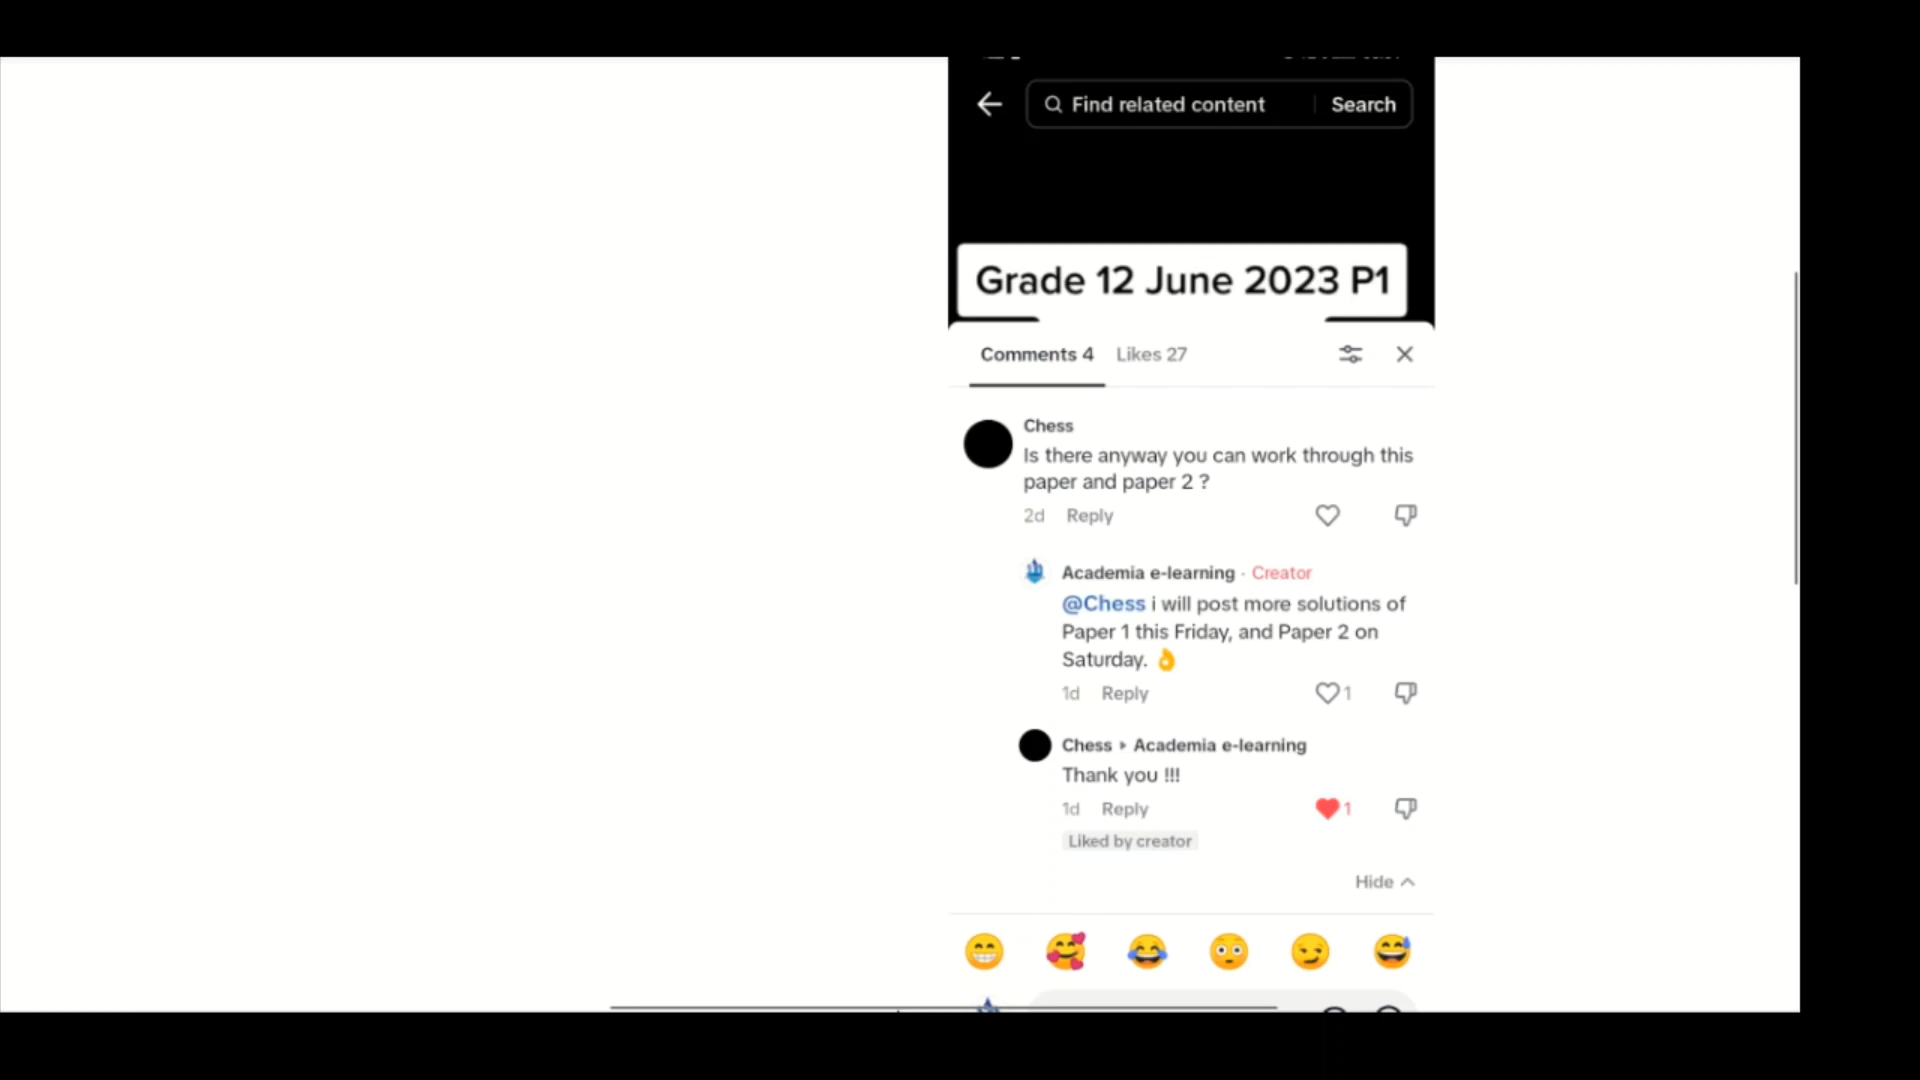 Find related content
Search
Grade 12 June 2023 P1
Comments 4
Likes 27
Chess
Is there anyway you can work through this
paper and paper 2 ?
2d Reply
Academia e-learning · Creator
@Chess i will post more solutions of
Paper 1 this Friday, and Paper 2 on
Saturday. 👌
1d Reply
1
Chess ▸ Academia e-learning
Thank you !!!
1d Reply
1
Liked by creator
Hide